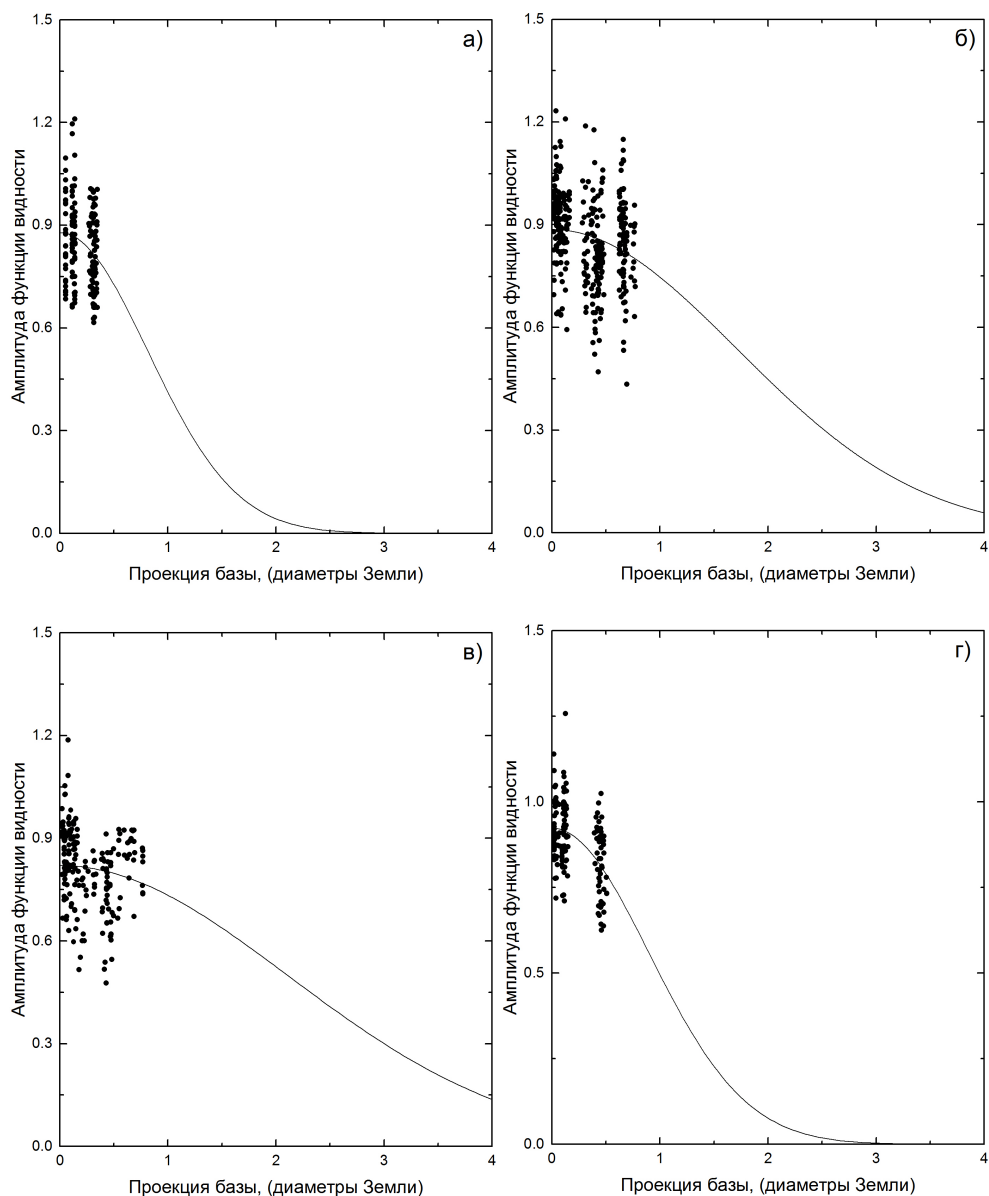 а)
1.5
1.2
0.9
0.6
0.3
0.0
Амплитуда функции видности
0 1 2 3 4
Проекция базы, (диаметры Земли)
б)
1.5
1.2
0.9
0.6
0.3
0.0
Амплитуда функции видности
0 1 2 3 4
Проекция базы, (диаметры Земли)
в)
1.5
1.2
0.9
0.6
0.3
0.0
Амплитуда функции видности
0 1 2 3 4
Проекция базы, (диаметры Земли)
г)
1.5
1.0
0.5
0.0
Амплитуда функции видности
0 1 2 3 4
Проекция базы, (диаметры Земли)